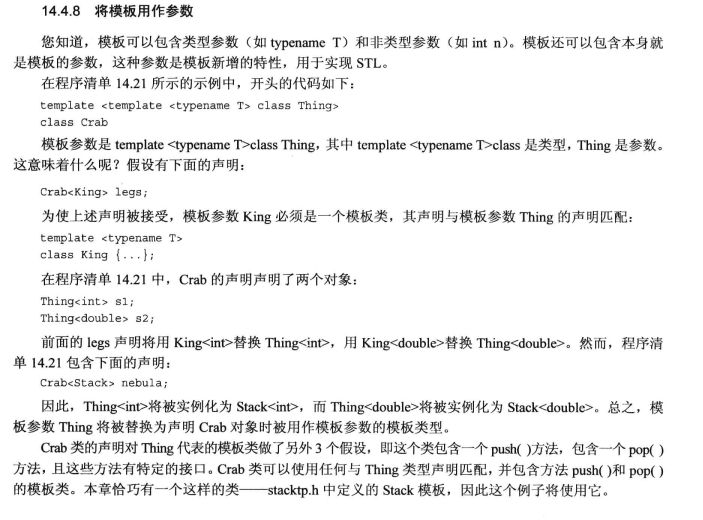 14.4.8 将模板用作参数
您知道，模板可以包含类型参数（如 typename T）和非类型参数（如 int n）。模板还可以包含本身就
是模板的参数，这种参数是模板新增的特性，用于实现 STL。
在程序清单 14.21 所示的示例中，开头的代码如下：
template <template <typename T> class Thing>
class Crab
模板参数是 template <typename T>class Thing，其中 template <typename T>class 是类型，Thing 是参数。
这意味着什么呢？假设有下面的声明：
Crab<King> legs;
为使上述声明被接受，模板参数 King 必须是一个模板类，其声明与模板参数 Thing 的声明匹配：
template <typename T>
class King {...};
在程序清单 14.21 中，Crab 的声明声明了两个对象：
Thing<int> s1;
Thing<double> s2;
前面的 legs 声明将用 King<int>替换 Thing<int>，用 King<double>替换 Thing<double>。然而，程序清
单 14.21 包含下面的声明：
Crab<Stack> nebula;
因此，Thing<int>将被实例化为 Stack<int>，而 Thing<double>将被实例化为 Stack<double>。总之，模
板参数 Thing 将被替换为声明 Crab 对象时被用作模板参数的模板类型。
Crab 类的声明对 Thing 代表的模板类做了另外 3 个假设，即这个类包含一个 push( )方法，包含一个 pop( )
方法，且这些方法有特定的接口。Crab 类可以使用任何与 Thing 类型声明匹配，并包含方法 push( )和 pop( )
的模板类。本章恰巧有一个这样的类——stacktp.h 中定义的 Stack 模板，因此这个例子将使用它。